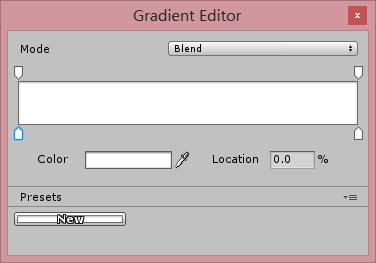 Gradient Editor
x
Mode Blend
Color Location 0.0 %
Presets
New